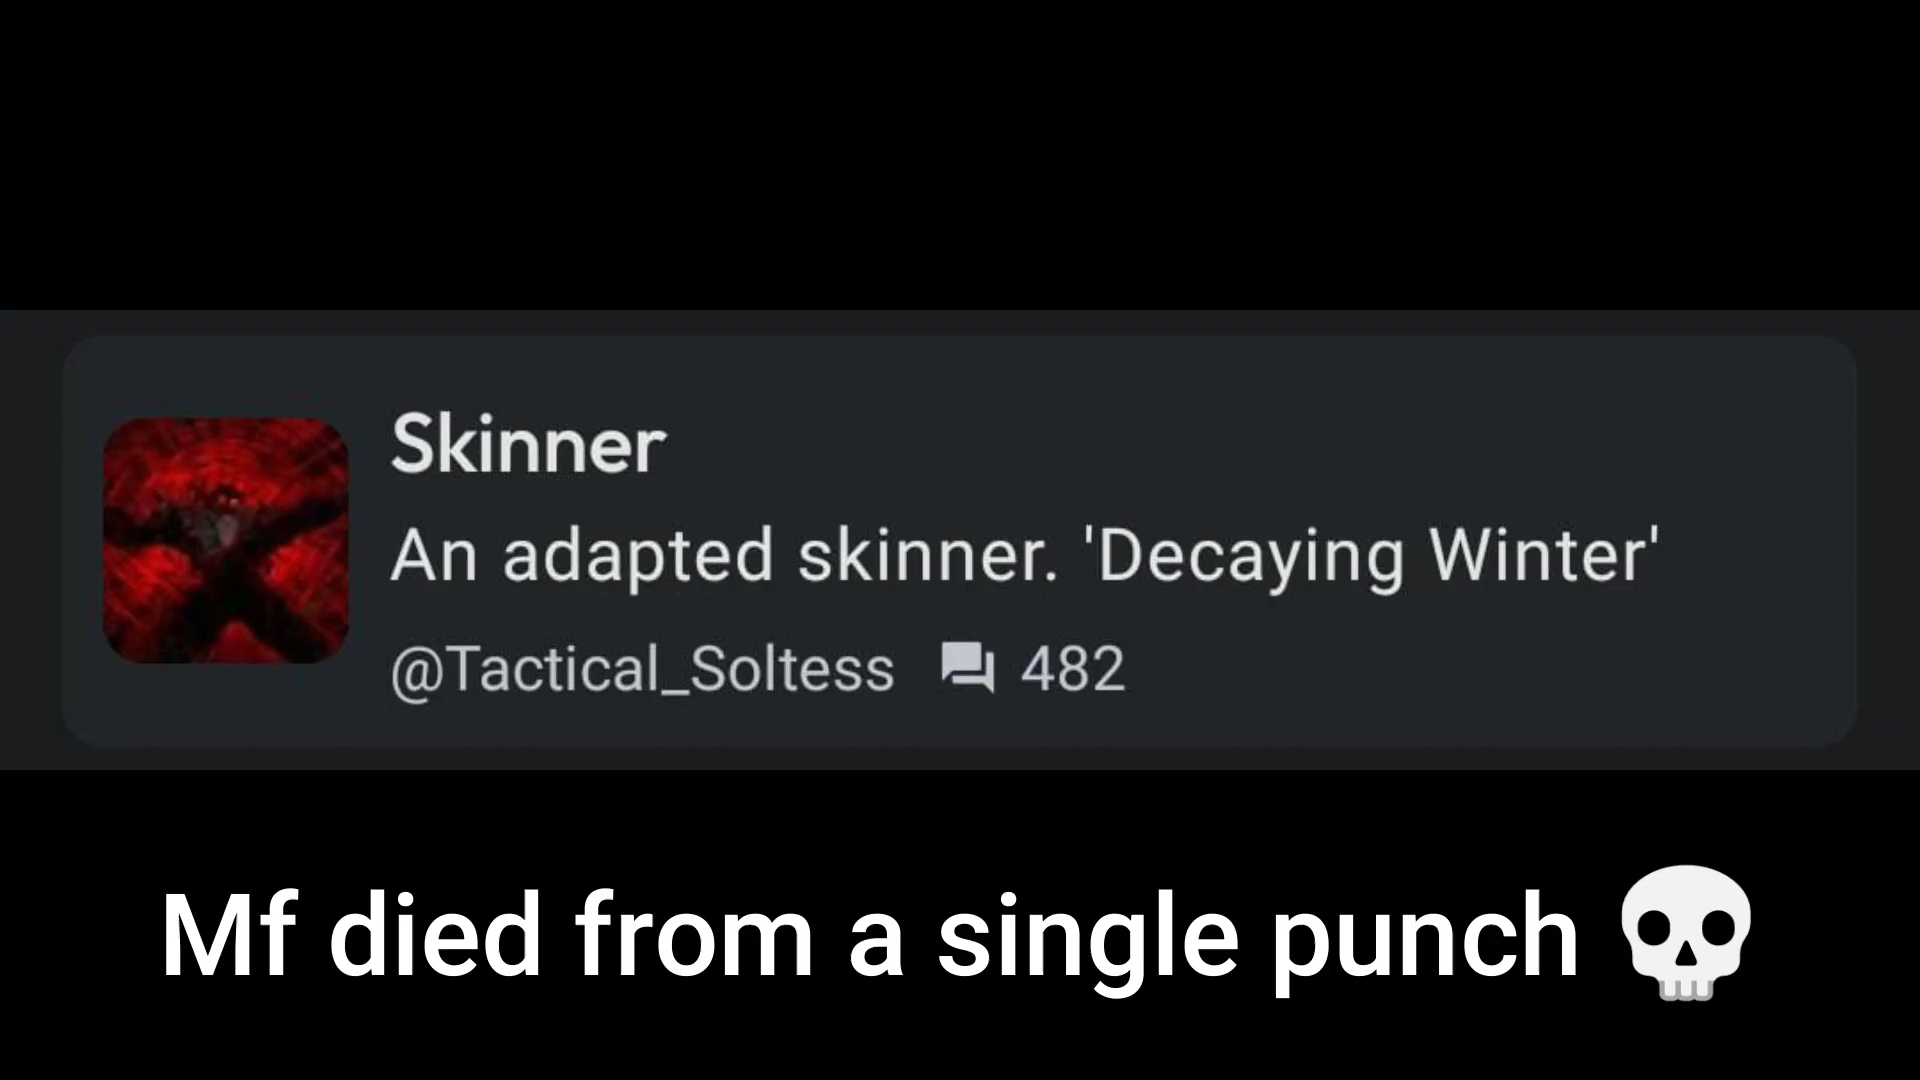 Skinner
An adapted skinner. 'Decaying Winter'
@Tactical_Soltess 482
Mf died from a single punch 💀